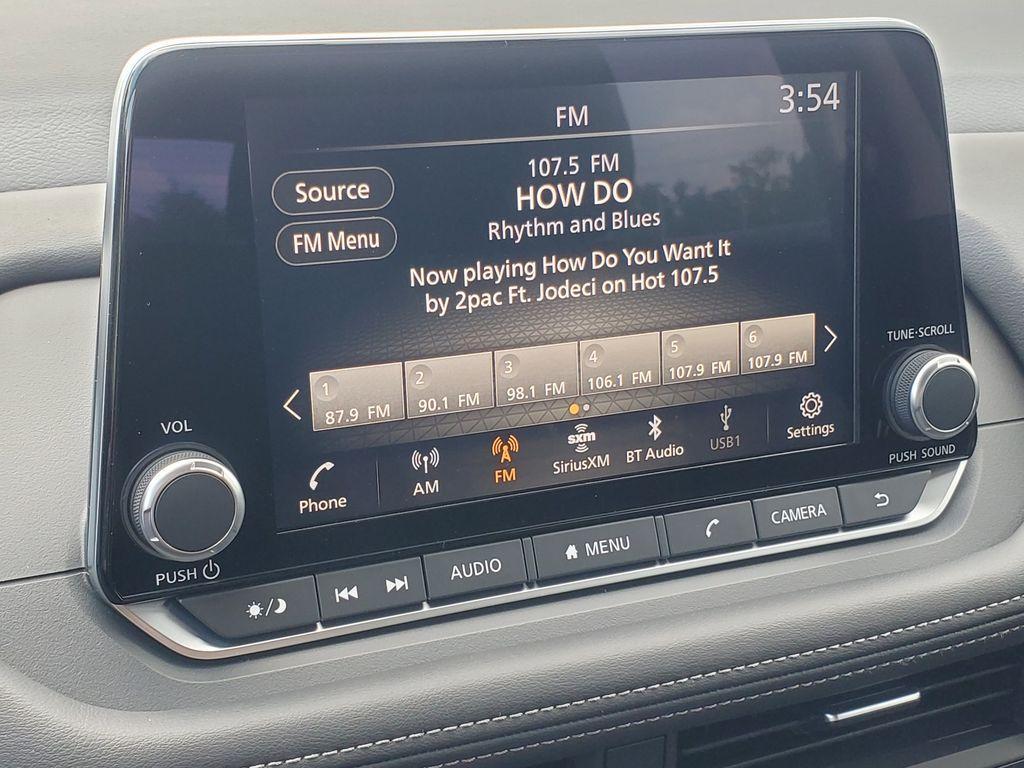 FM
3:54
Source
FM Menu
107.5 FM
HOW DO
Rhythm and Blues
Now playing How Do You Want It
by 2pac Ft. Jodeci on Hot 107.5
1
87.9 FM
2
90.1 FM
3
98.1 FM
4
106.1 FM
5
107.9 FM
6
107.9 FM
Phone
AM
FM
sxm
SiriusXM
BT Audio
USB1
Settings
VOL
PUSH
TUNE·SCROLL
PUSH SOUND
AUDIO
MENU
CAMERA